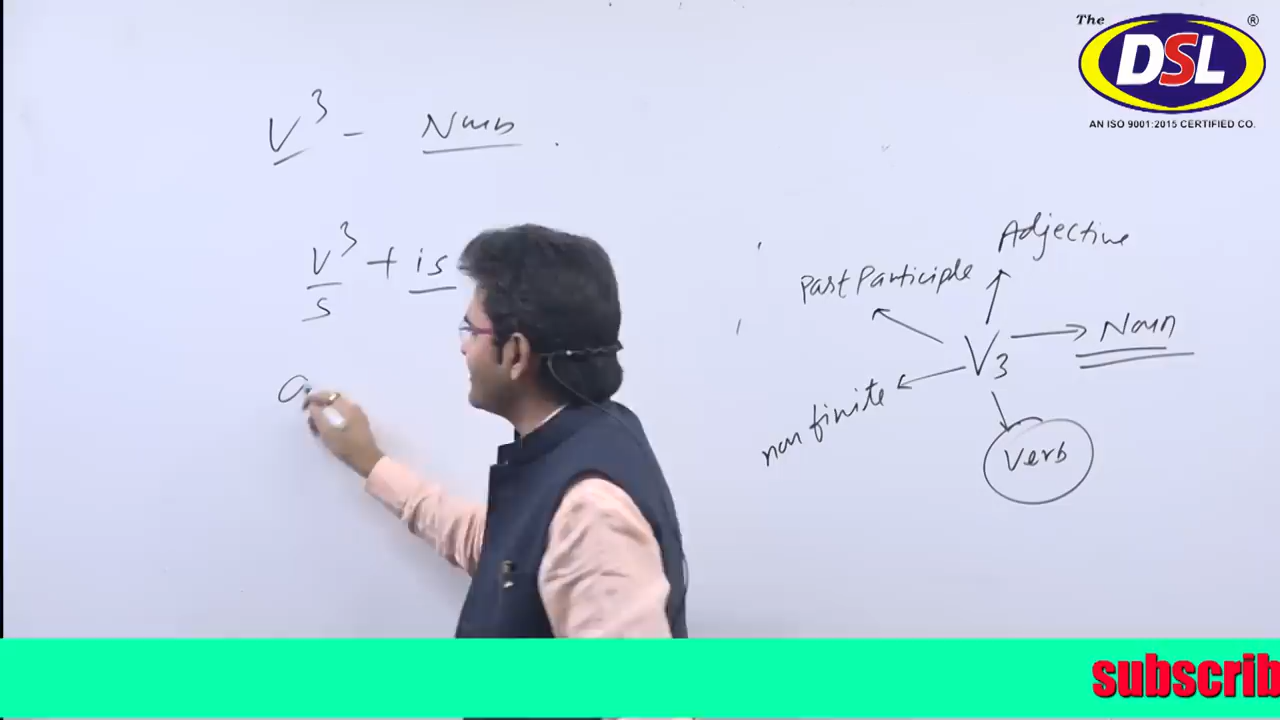 The
DSL ®
AN ISO 9001:2015 CERTIFIED CO.
V³ - Noun
V³ + is
S
Adjective
Past Participle
V3
Noun
non finite
Verb
subscrib